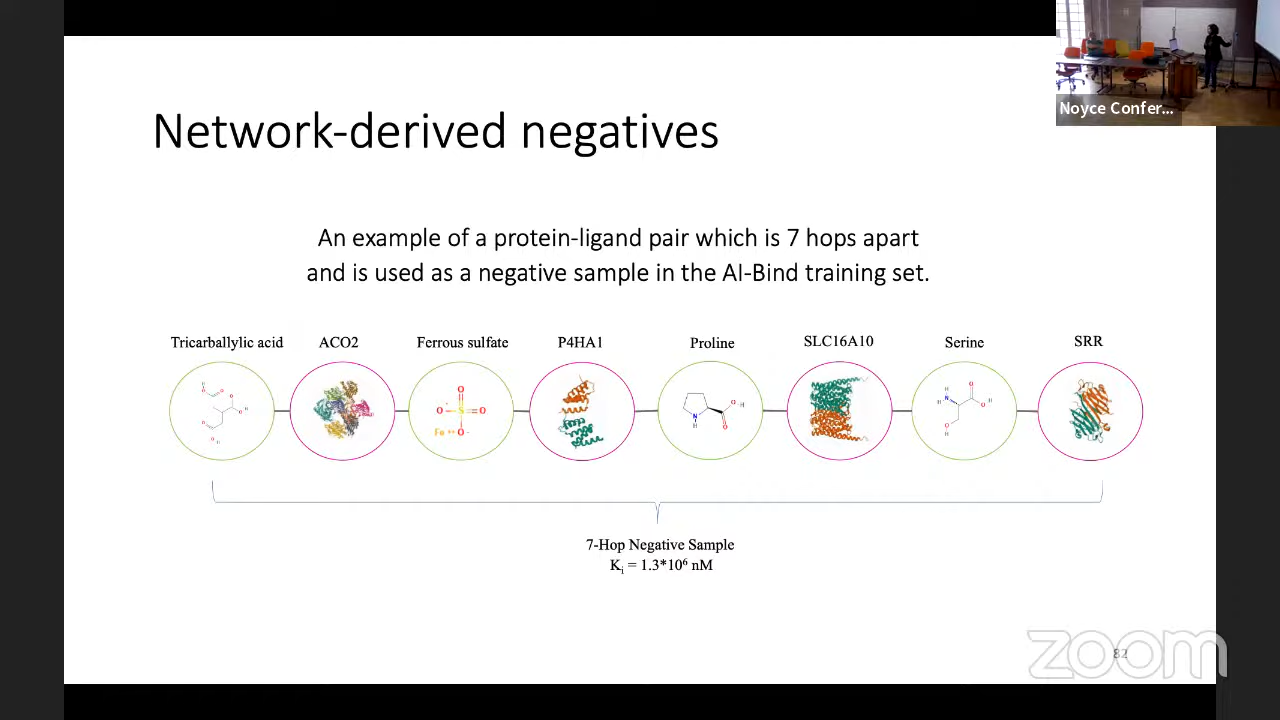 Network-derived negatives
Noyce Confer...
An example of a protein-ligand pair which is 7 hops apart
and is used as a negative sample in the AI-Bind training set.
Tricarballylic acid ACO2 Ferrous sulfate P4HA1 Proline SLC16A10 Serine SRR
O S O O O Fe ++ N H O H O H N H O O H O H
7-Hop Negative Sample
Ki = 1.3*10⁶ nM
82
zoom